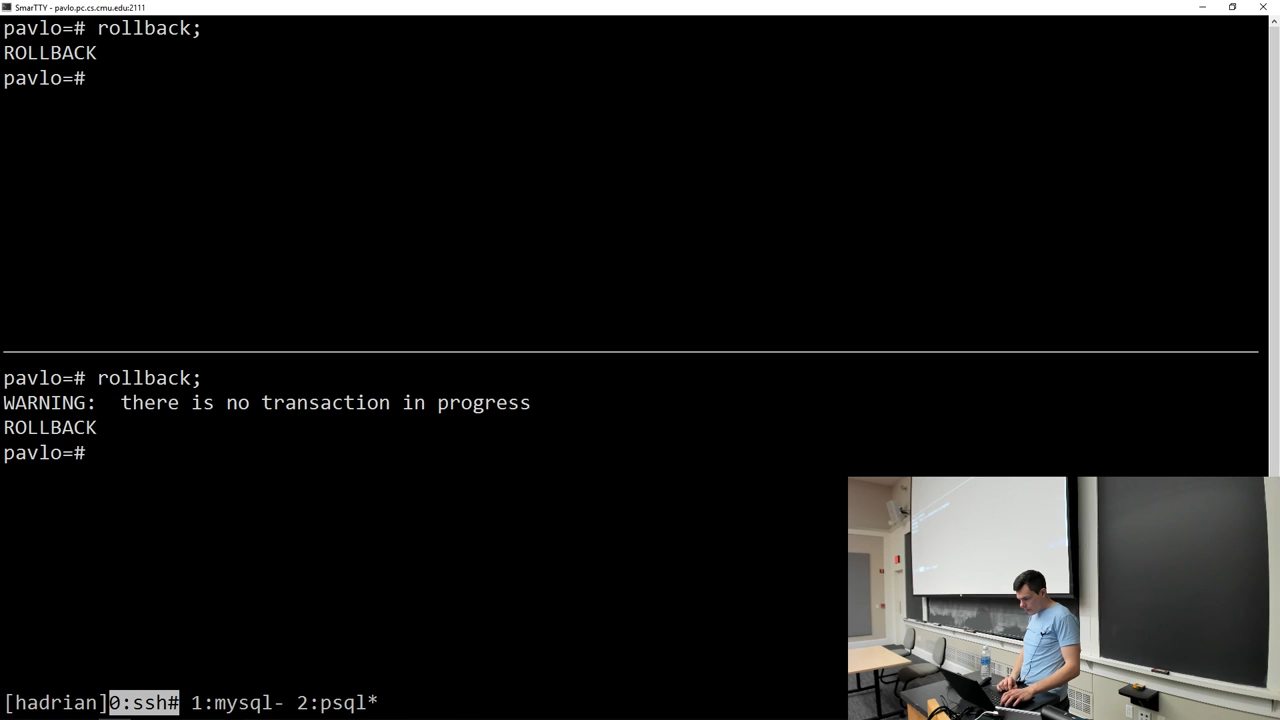 SmarTTY - pavlo.pc.cs.cmu.edu:2111
pavlo=# rollback;
ROLLBACK
pavlo=#
pavlo=# rollback;
WARNING:  there is no transaction in progress
ROLLBACK
pavlo=#
[hadrian]0:ssh# 1:mysql- 2:psql*